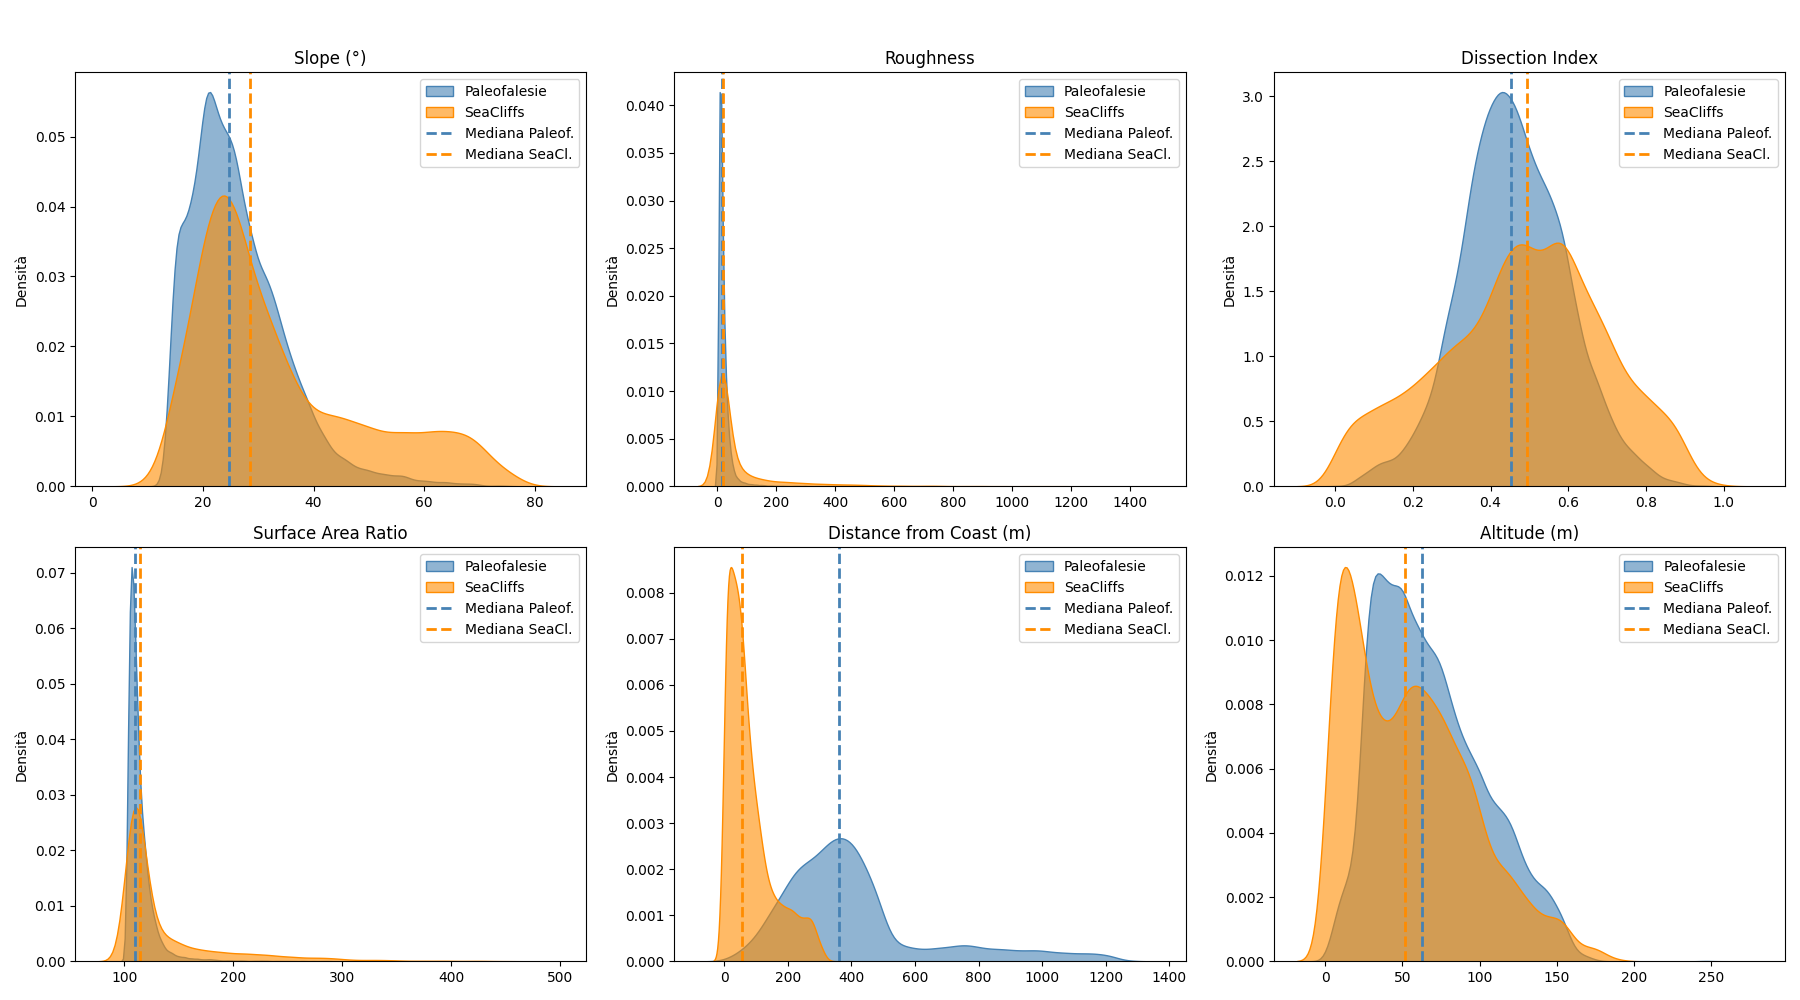 Slope (°)
Paleofalesie
SeaCliffs
Mediana Paleof.
Mediana SeaCl.
Densità
0.05
0.04
0.03
0.02
0.01
0.00
0 20 40 60 80
Roughness
Paleofalesie
SeaCliffs
Mediana Paleof.
Mediana SeaCl.
Densità
0.040
0.035
0.030
0.025
0.020
0.015
0.010
0.005
0.000
0 200 400 600 800 1000 1200 1400
Dissection Index
Paleofalesie
SeaCliffs
Mediana Paleof.
Mediana SeaCl.
Densità
3.0
2.5
2.0
1.5
1.0
0.5
0.0
0.0 0.2 0.4 0.6 0.8 1.0
Surface Area Ratio
Paleofalesie
SeaCliffs
Mediana Paleof.
Mediana SeaCl.
Densità
0.07
0.06
0.05
0.04
0.03
0.02
0.01
0.00
100 200 300 400 500
Distance from Coast (m)
Paleofalesie
SeaCliffs
Mediana Paleof.
Mediana SeaCl.
Densità
0.008
0.007
0.006
0.005
0.004
0.003
0.002
0.001
0.000
0 200 400 600 800 1000 1200 1400
Altitude (m)
Paleofalesie
SeaCliffs
Mediana Paleof.
Mediana SeaCl.
Densità
0.012
0.010
0.008
0.006
0.004
0.002
0.000
0 50 100 150 200 250